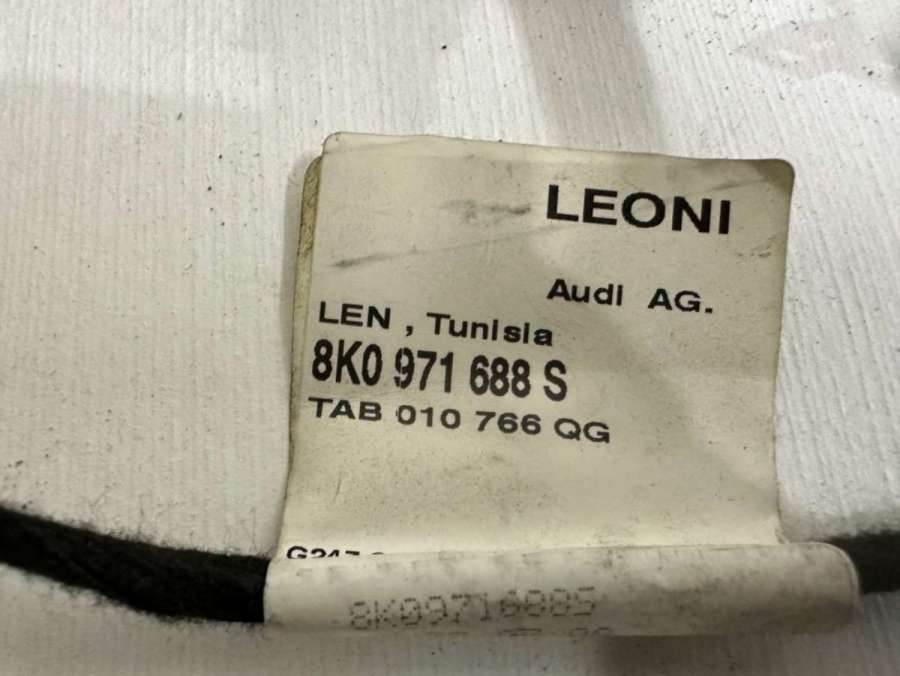 LEONI
Audi AG.
LEN , Tunisia
8K0 971 688 S
TAB 010 766 QG
8K0971688S